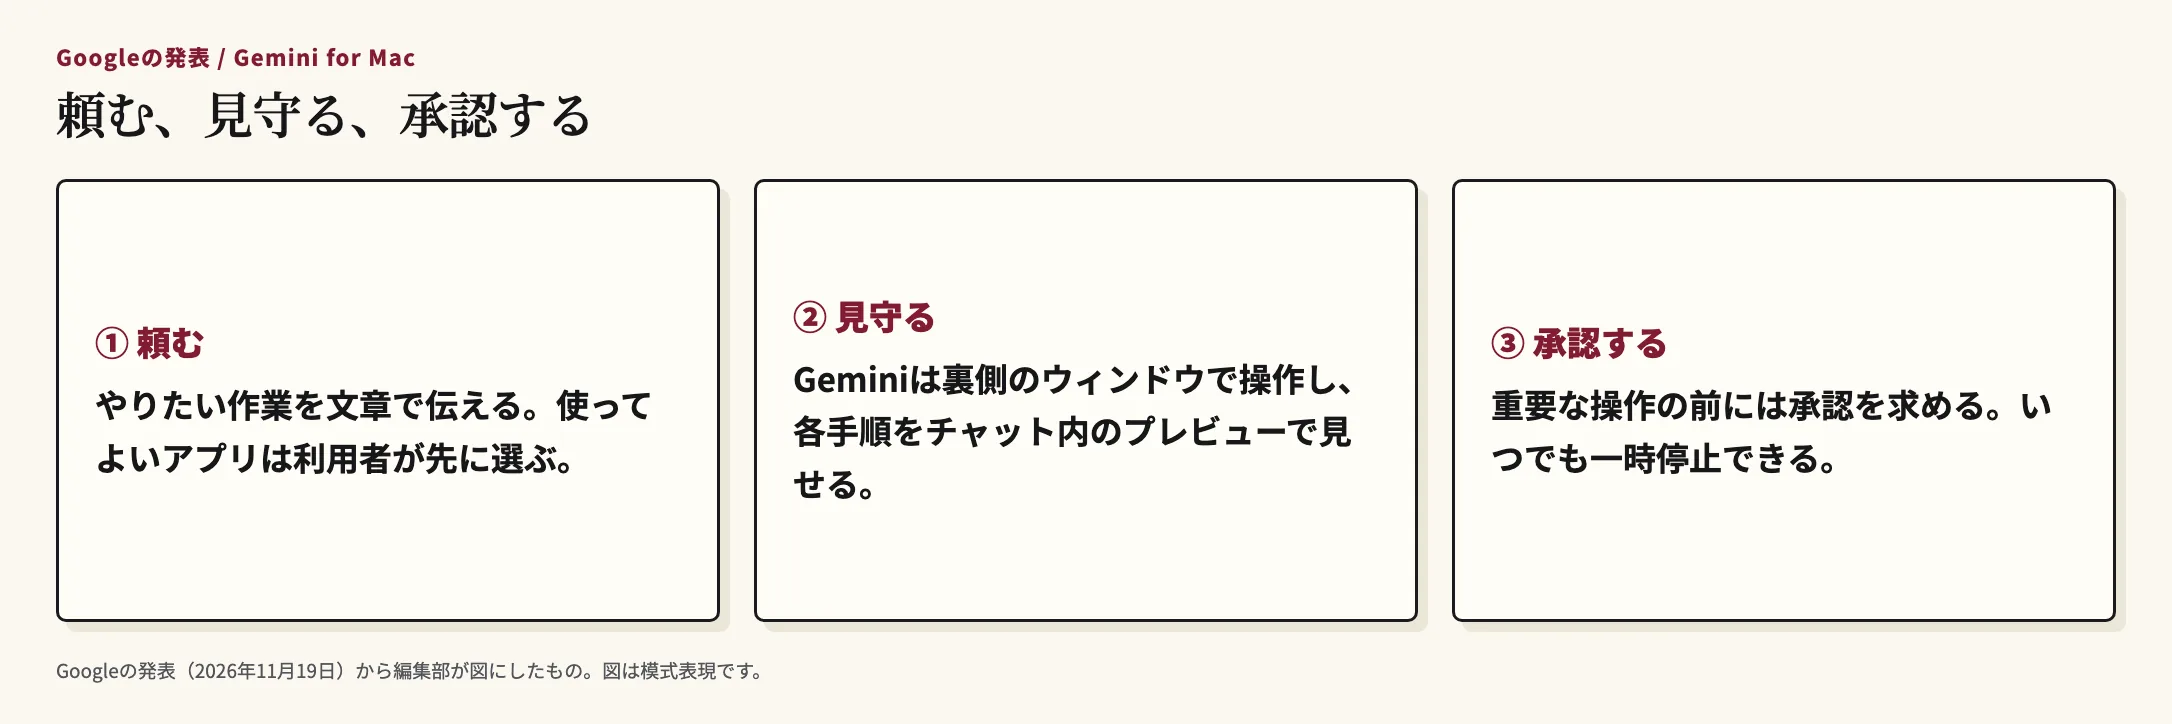 Googleの発表 / Gemini for Mac
頼む、見守る、承認する
① 頼む
やりたい作業を文章で伝える。使って
よいアプリは利用者が先に選ぶ。
② 見守る
Geminiは裏側のウィンドウで操作し、
各手順をチャット内のプレビューで見
せる。
③ 承認する
重要な操作の前には承認を求める。い
つでも一時停止できる。
Googleの発表（2026年11月19日）から編集部が図にしたもの。図は模式表現です。